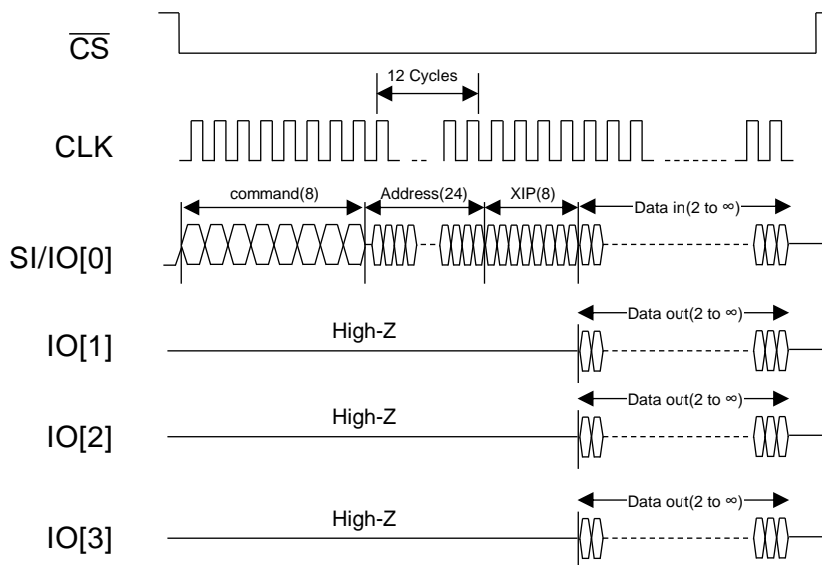 CS
12 Cycles
CLK
command(8)
Address(24)
XIP(8)
Data in(2 to ∞)
SI/IO[0]
Data out(2 to ∞)
High-Z
IO[1]
Data out(2 to ∞)
High-Z
IO[2]
Data out(2 to ∞)
High-Z
IO[3]